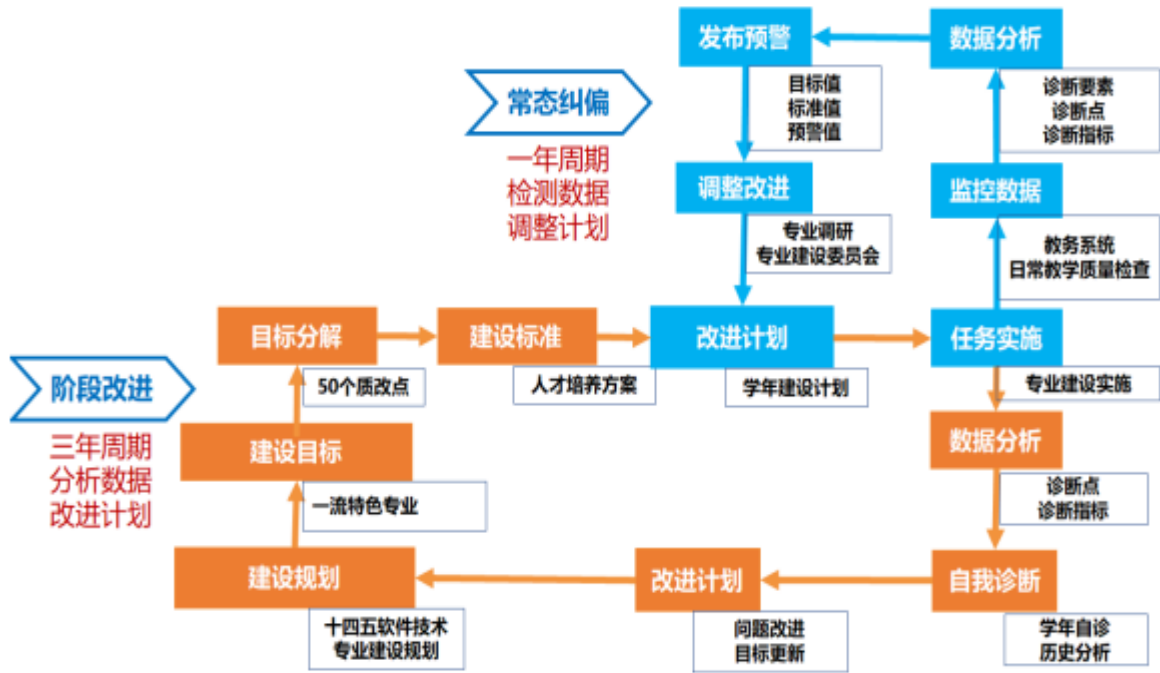 发布预警
数据分析
目标值
标准值
预警值
诊断要素
诊断点
诊断指标
常态纠偏
一年周期
检测数据
调整计划
调整改进
监控数据
专业调研
专业建设委员会
教务系统
日常教学质量检查
目标分解
建设标准
改进计划
任务实施
50个质改点
人才培养方案
学年建设计划
专业建设实施
阶段改进
三年周期
分析数据
改进计划
建设目标
数据分析
一流特色专业
诊断点
诊断指标
建设规划
改进计划
自我诊断
十四五软件技术
专业建设规划
问题改进
目标更新
学年自诊
历史分析